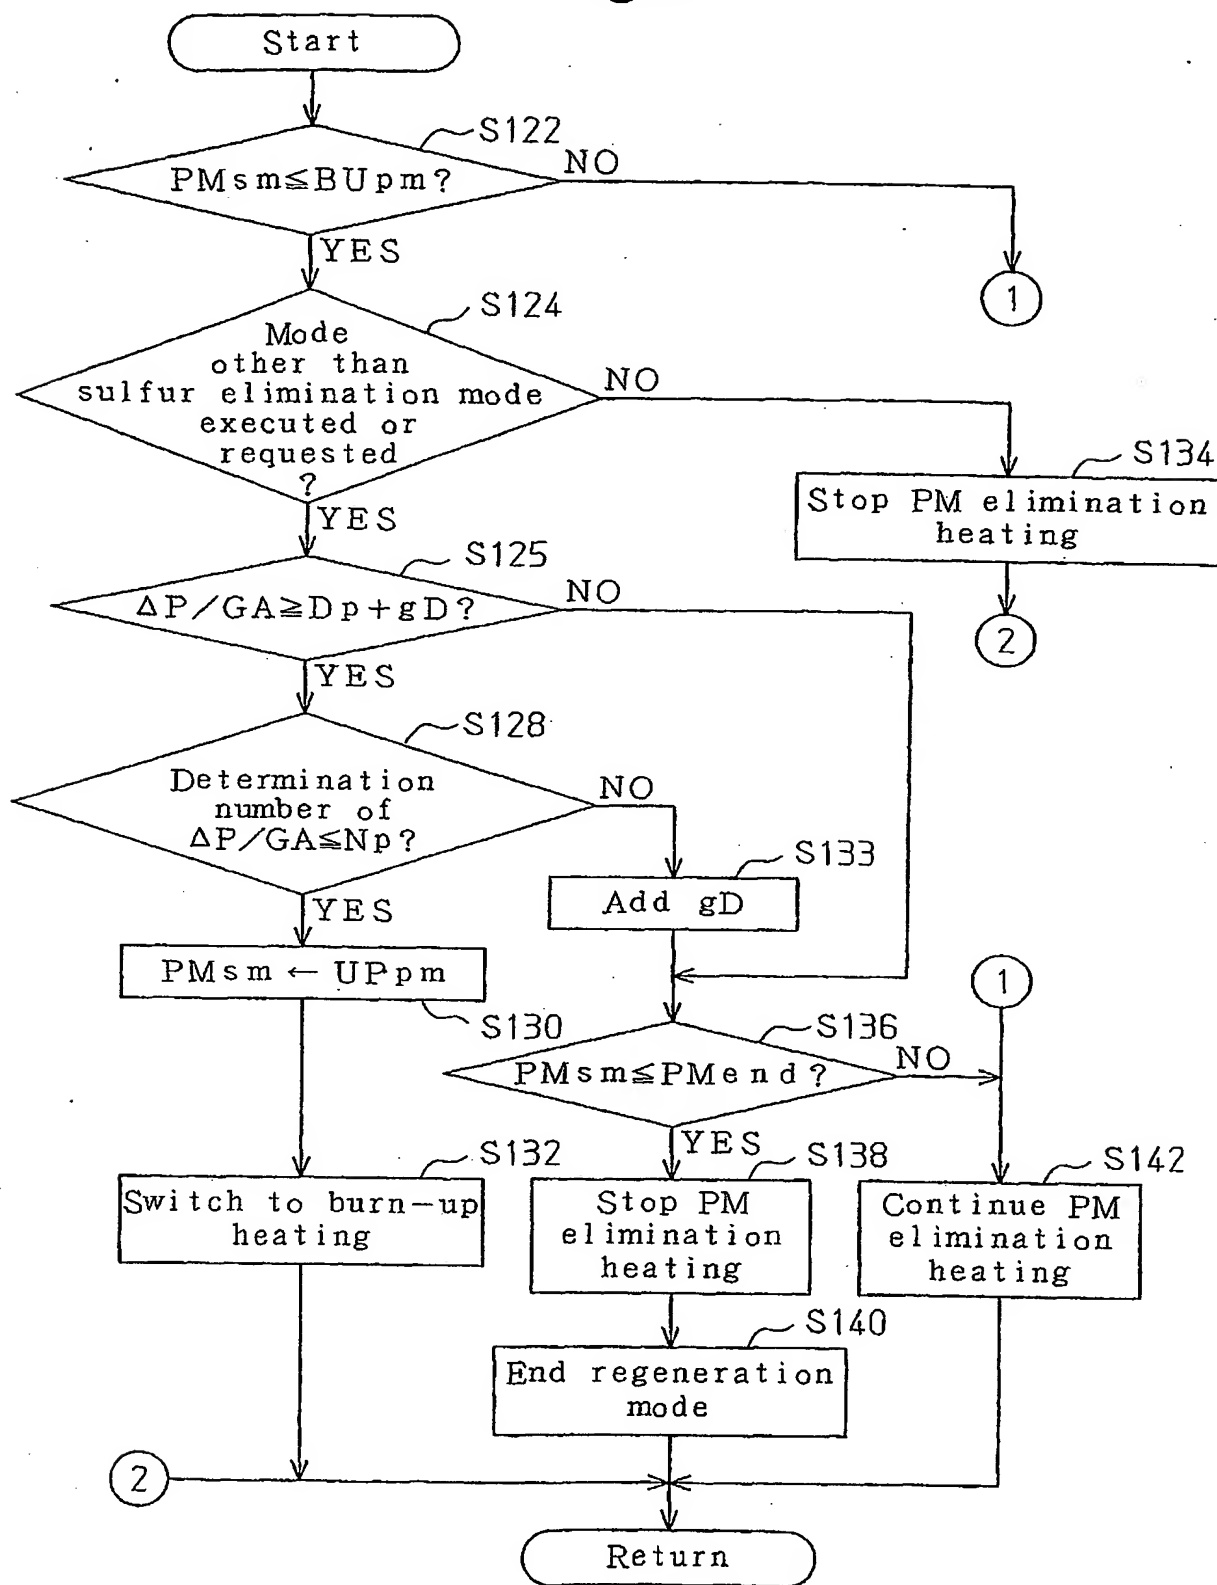 Start
S122
PMsm≦BUpm?
NO
YES
1
S124
Mode
other than
sulfur elimination mode
executed or
requested
?
NO
YES
S134
Stop PM elimination
heating
2
S125
ΔP/GA≧Dp+gD?
NO
YES
S128
Determination
number of
ΔP/GA≦Np?
NO
YES
S133
Add gD
PMsm ← UPpm
S130
1
S136
PMsm≦PMend?
NO
YES
S132
Switch to burn-up
heating
S138
Stop PM
elimination
heating
S142
Continue PM
elimination
heating
S140
End regeneration
mode
2
Return